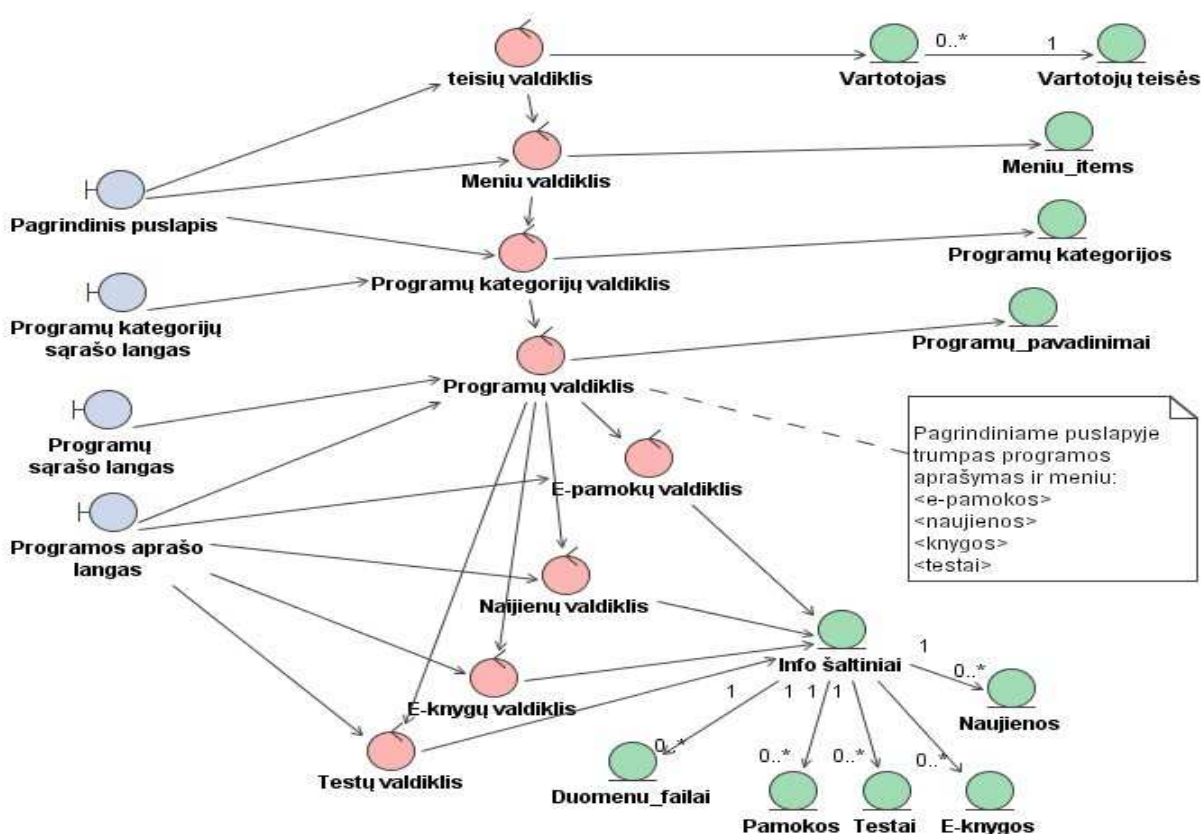 teisių valdiklis
0..*
1
Vartotojas
Vartotojų teisės
Meniu valdiklis
Meniu_items
Pagrindinis puslapis
Programų kategorijų valdiklis
Programų kategorijos
Programų kategorijų
sąrašo langas
Programų_pavadinimai
Programų valdiklis
Programų
sąrašo langas
Pagrindiniame puslapyje
trumpas programos
aprašymas ir meniu:
<e-pamokos>
<naujienos>
<knygos>
<testai>
E-pamokų valdiklis
Programos aprašo
langas
Naijienų valdiklis
Info šaltiniai
1
0..*
E-knygų valdiklis
1
1
1
1
Naujienos
Testų valdiklis
0..*
0..*
0..*
0..*
Duomenu_failai
Pamokos
Testai
E-knygos